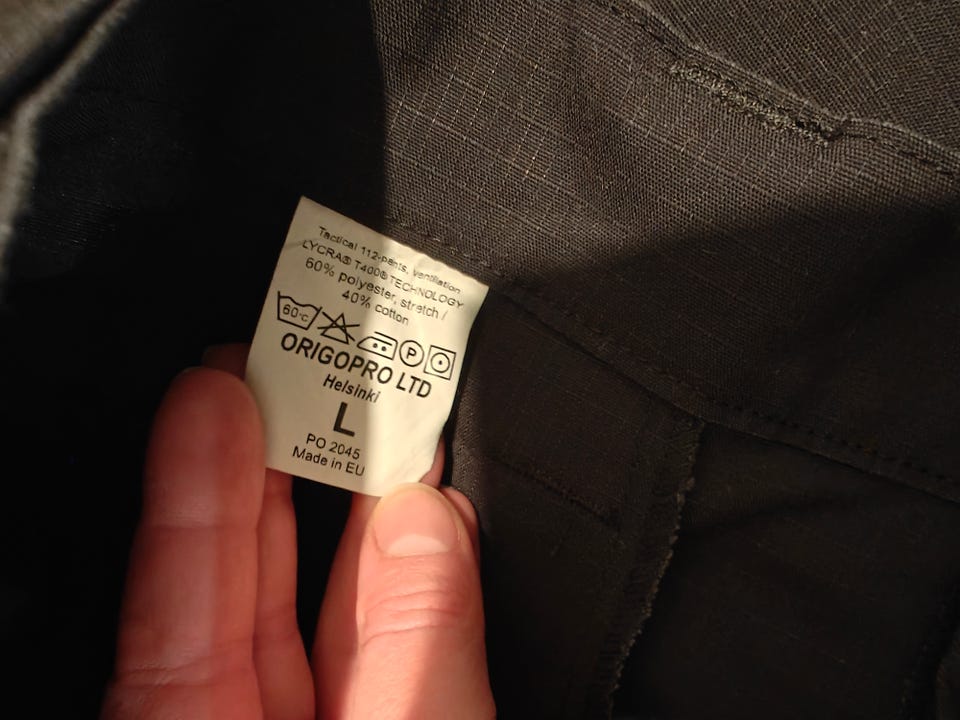 Tactical 112-pants, ventilation
LYCRA® T400® TECHNOLOGY
60% polyester, stretch /
40% cotton
60°C P
ORIGOPRO LTD
Helsinki
L
PO 2045
Made in EU